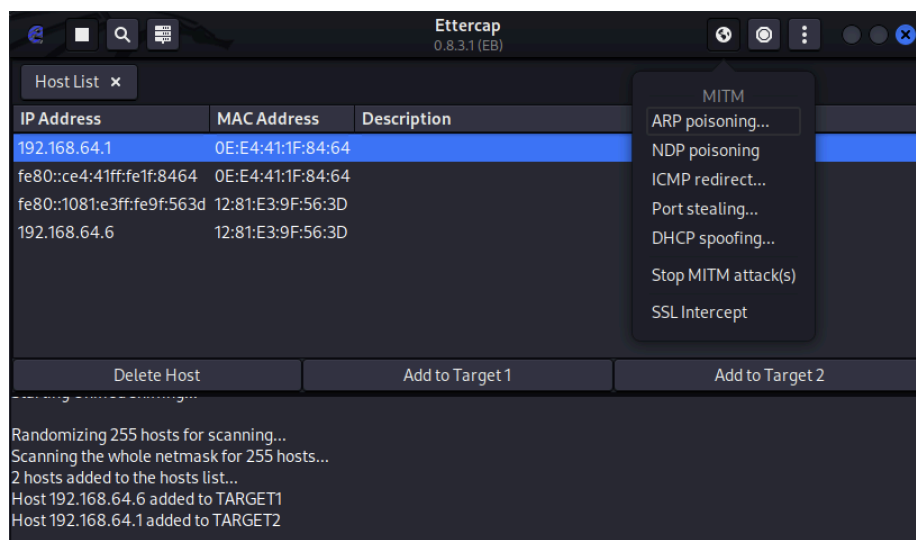 Ettercap
0.8.3.1 (EB)
Host List ×
IP Address MAC Address Description
192.168.64.1 0E:E4:41:1F:84:64
fe80::ce4:41ff:fe1f:8464 0E:E4:41:1F:84:64
fe80::1081:e3ff:fe9f:563d 12:81:E3:9F:56:3D
192.168.64.6 12:81:E3:9F:56:3D
MITM
ARP poisoning...
NDP poisoning
ICMP redirect...
Port stealing...
DHCP spoofing...
Stop MITM attack(s)
SSL Intercept
Delete Host Add to Target 1 Add to Target 2
Randomizing 255 hosts for scanning...
Scanning the whole netmask for 255 hosts...
2 hosts added to the hosts list...
Host 192.168.64.6 added to TARGET1
Host 192.168.64.1 added to TARGET2